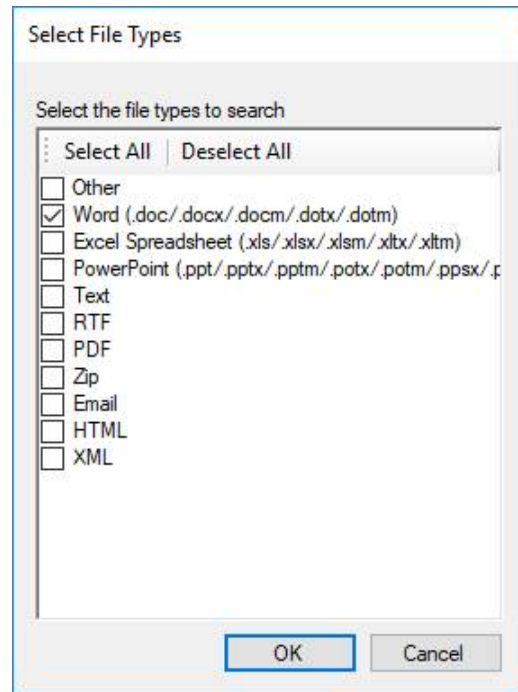 Select File Types
Select the file types to search
Select All Deselect All
Other
Word (.doc/.docx/.docm/.dotx/.dotm)
Excel Spreadsheet (.xls/.xlsx/.xlsm/.xltx/.xltm)
PowerPoint (.ppt/.pptx/.pptm/.potx/.potm/.ppsx/.p
Text
RTF
PDF
Zip
Email
HTML
XML
OK Cancel